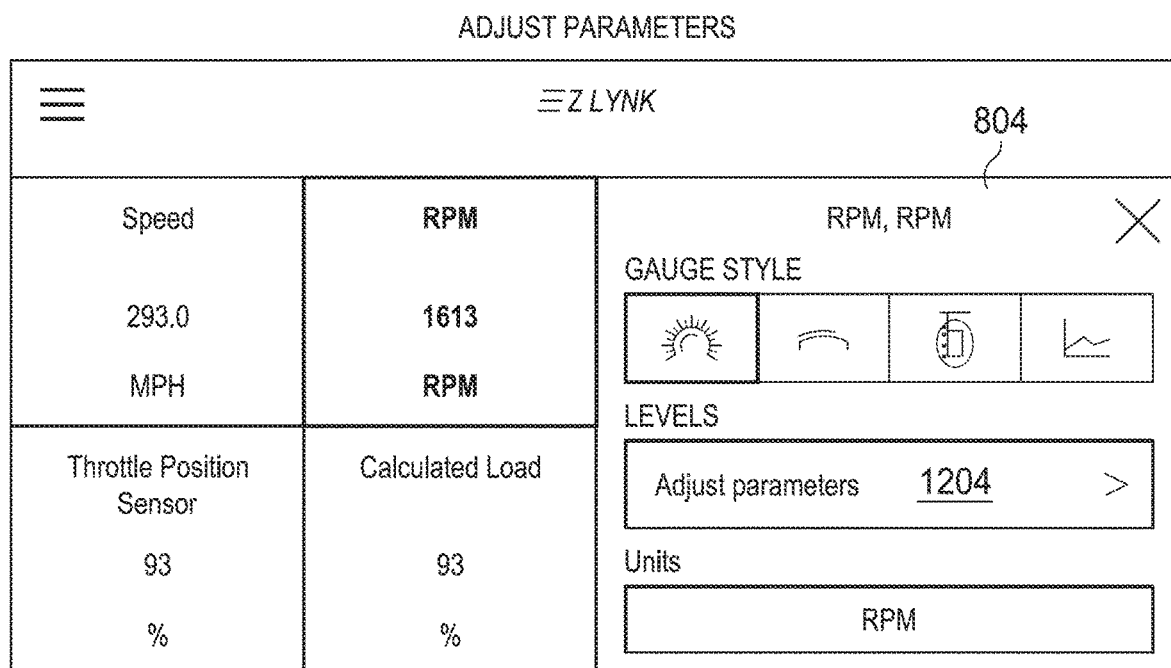 ADJUST PARAMETERS
EZ LYNK
804
Speed
293.0
MPH
RPM
1613
RPM
Throttle Position
Sensor
93
%
Calculated Load
93
%
RPM, RPM
GAUGE STYLE
LEVELS
Adjust parameters 1204 >
Units
RPM